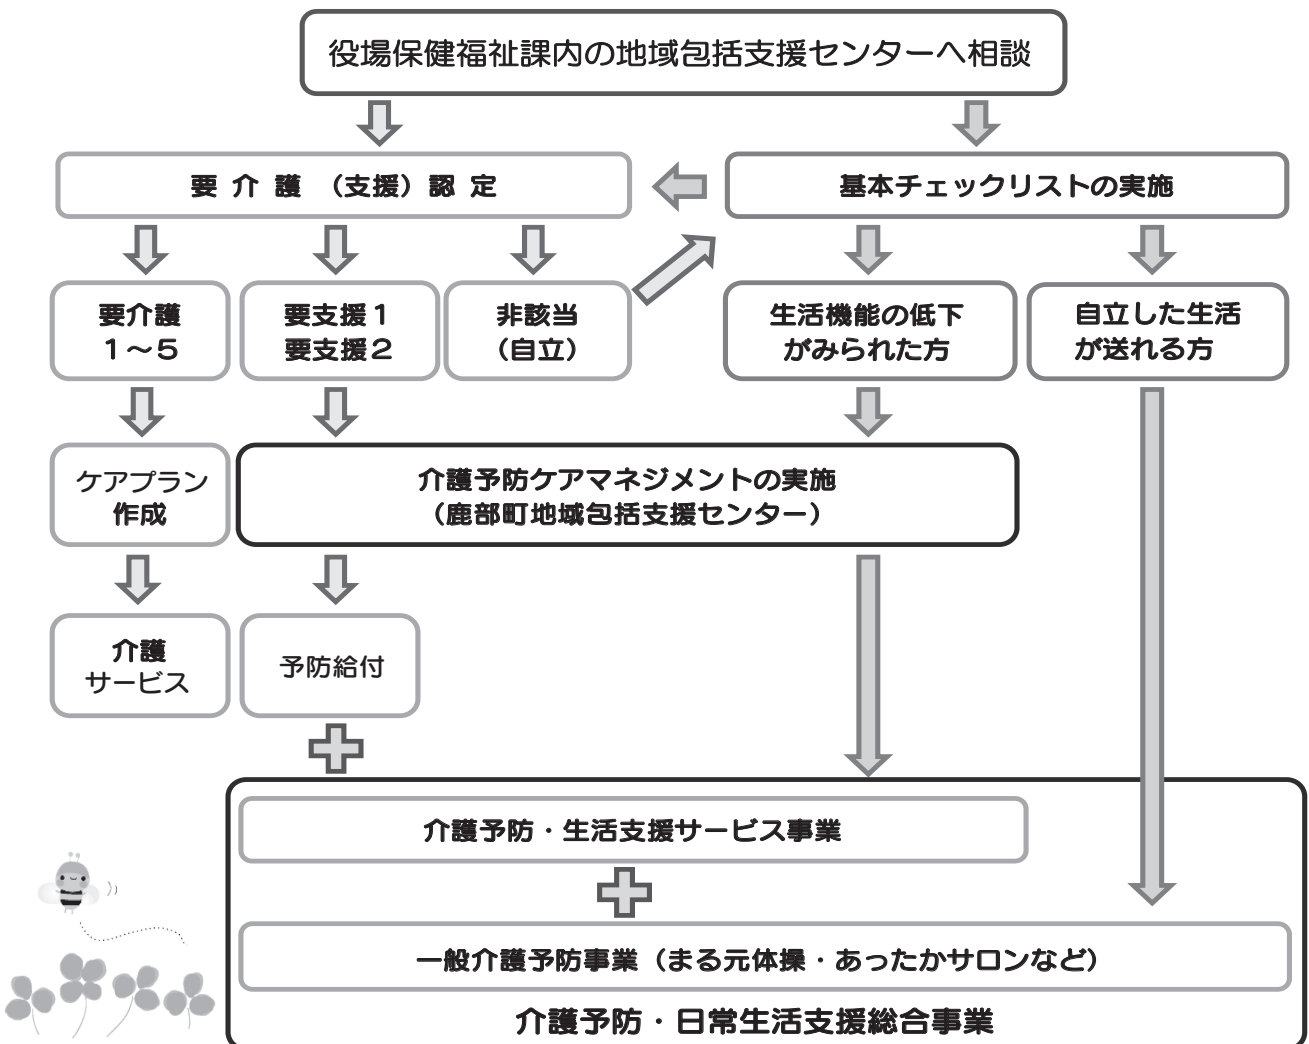 役場保健福祉課内の地域包括支援センターへ相談
要介護（支援）認定
基本チェックリストの実施
要介護
１～５
要支援１
要支援２
非該当
（自立）
生活機能の低下
がみられた方
自立した生活
が送れる方
ケアプラン
作成
介護予防ケアマネジメントの実施
（鹿部町地域包括支援センター）
介護
サービス
予防給付
介護予防・生活支援サービス事業
一般介護予防事業（まる元体操・あったかサロンなど）
介護予防・日常生活支援総合事業